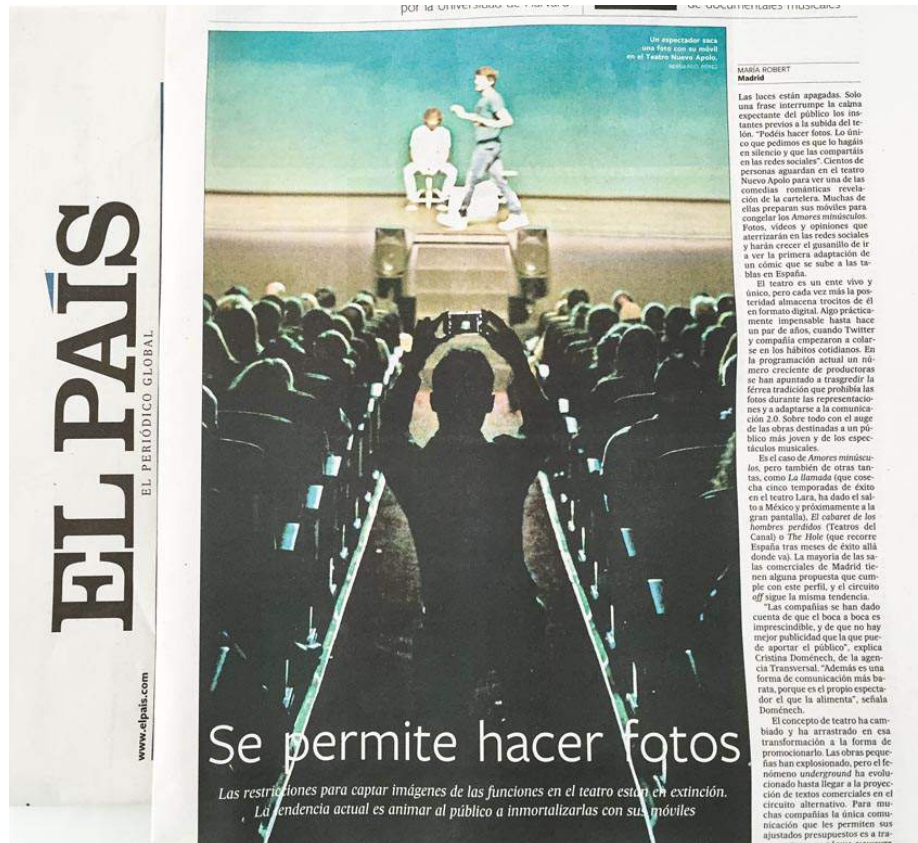 por la Universidad de Harvard
de documentales musicales
EL PAÍS
EL PERIÓDICO GLOBAL
www.elpais.com
Un espectador saca
una foto con su móvil
en el Teatro Nuevo Apolo.
BERNARDO PÉREZ
Se permite hacer fotos
Las restricciones para captar imágenes de las funciones en el teatro están en extinción.
La tendencia actual es animar al público a inmortalizarlas con sus móviles
MARÍA ROBERT
Madrid
Las luces están apagadas. Solo
una frase interrumpe la calma
expectante del público los ins-
tantes previos a la subida del te-
lón. “Podéis hacer fotos. Lo úni-
co que pedimos es que lo hagáis
en silencio y que las compartáis
en las redes sociales”. Cientos de
personas aguardan en el teatro
Nuevo Apolo para ver una de las
comedias románticas revela-
ción de la cartelera. Muchas de
ellas preparan sus móviles para
congelar los Amores minúsculos.
Fotos, vídeos y opiniones que
aterrizarán en las redes sociales
y harán crecer el gusanillo de ir
a ver la primera adaptación de
un cómic que se sube a las ta-
blas en España.
El teatro es un ente vivo y
único, pero cada vez más la pos-
teridad almacena trocitos de él
en formato digital. Algo práctica-
mente impensable hasta hace
un par de años, cuando Twitter
y compañía empezaron a colar-
se en los hábitos cotidianos. En
la programación actual un nú-
mero creciente de productoras
se han apuntado a trasgredir la
férrea tradición que prohibía las
fotos durante las representacio-
nes y a adaptarse a la comunica-
ción 2.0. Sobre todo con el auge
de las obras destinadas a un pú-
blico más joven y de los espec-
táculos musicales.
Es el caso de Amores minúscu-
los, pero también de otras tan-
tas, como La llamada (que cose-
cha cinco temporadas de éxito
en el teatro Lara, ha dado el sal-
to a México y próximamente a la
gran pantalla), El cabaret de los
hombres perdidos (Teatros del
Canal) o The Hole (que recorre
España tras meses de éxito allá
donde va). La mayoría de las sa-
las comerciales de Madrid tie-
nen alguna propuesta que cum-
ple con este perfil, y el circuito
off sigue la misma tendencia.
“Las compañías se han dado
cuenta de que el boca a boca es
imprescindible, y de que no hay
mejor publicidad que la que pue-
de aportar el público”, explica
Cristina Doménech, de la agen-
cia Transversal. “Además es una
forma de comunicación más ba-
rata, porque es el propio especta-
dor el que la alimenta”, señala
Doménech.
El concepto de teatro ha cam-
biado y ha arrastrado en esa
transformación a la forma de
promocionarlo. Las obras peque-
ñas han explosionado, pero el fe-
nómeno underground ha evolu-
cionado hasta llegar a la proyec-
ción de textos comerciales en el
circuito alternativo. Para mu-
chas compañías la única comu-
nicación que les permiten sus
ajustados presupuestos es a tra-